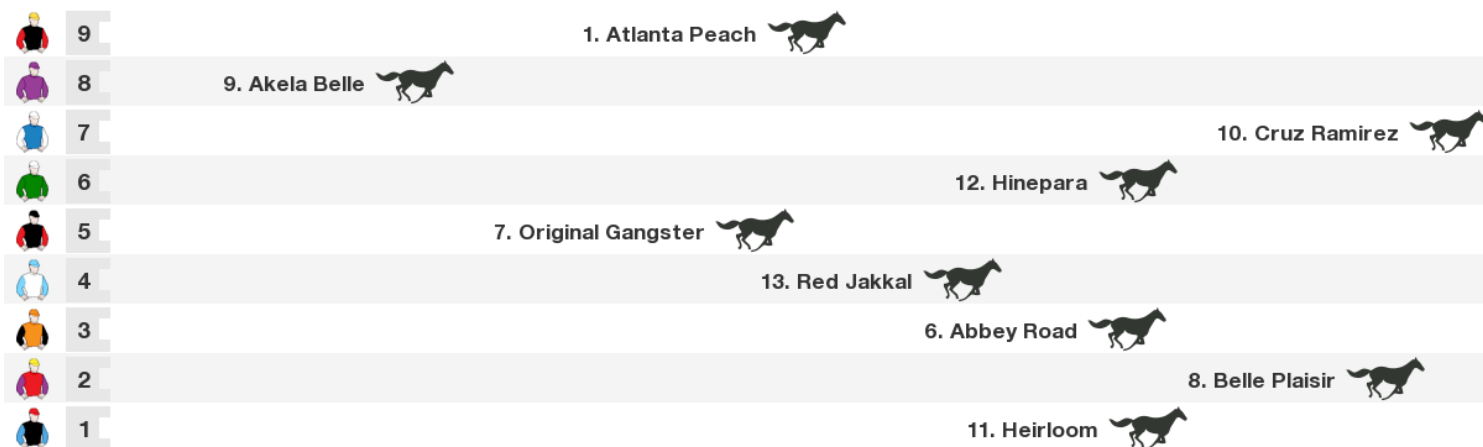 9 1. Atlanta Peach
8 9. Akela Belle
7 10. Cruz Ramirez
6 12. Hinepara
5 7. Original Gangster
4 13. Red Jakkal
3 6. Abbey Road
2 8. Belle Plaisir
1 11. Heirloom